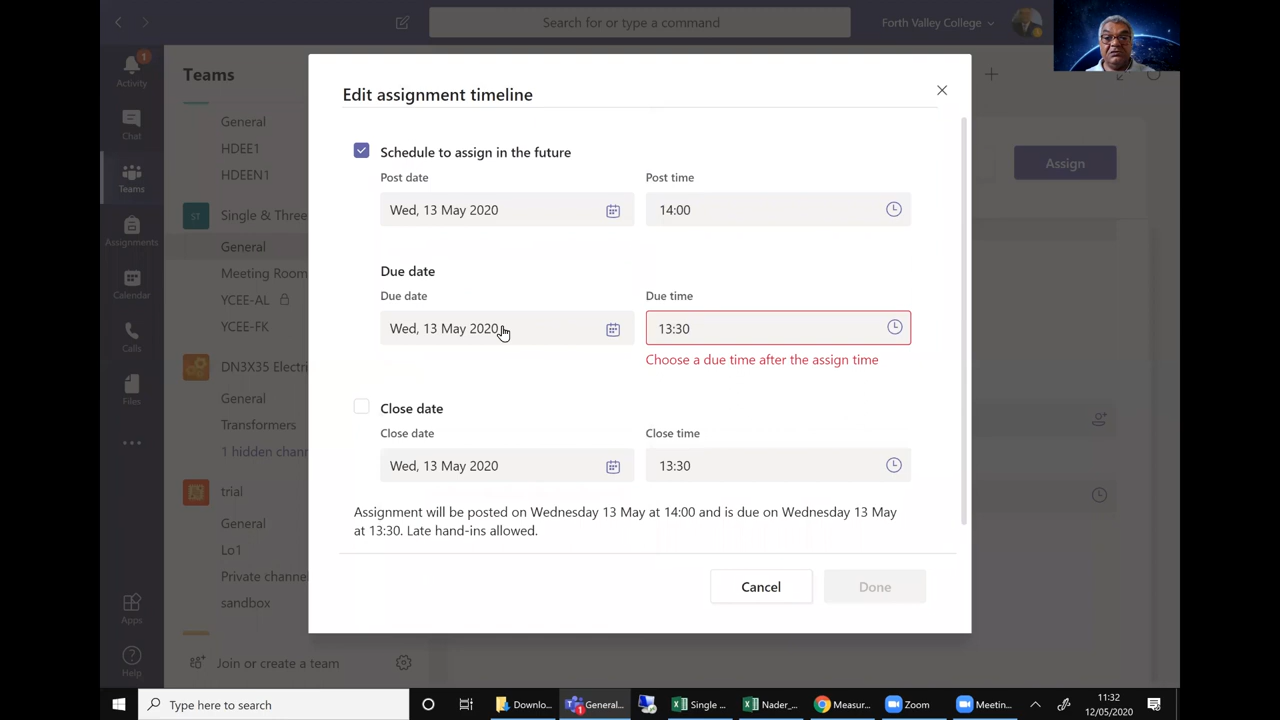 Search for or type a command
Forth Valley College
1
Activity
Chat
Teams
Assignments
Calendar
Calls
Files
Apps
Help
Teams
General
HDEE1
HDEEN1
ST
Single & Three
General
Meeting Room
YCEE-AL
YCEE-FK
DN3X35 Electri
General
Transformers
1 hidden chann
trial
General
Lo1
Private channe
sandbox
Join or create a team
Assign
Edit assignment timeline
Schedule to assign in the future
Post date
Post time
Wed, 13 May 2020
14:00
Due date
Due date
Due time
Wed, 13 May 2020
13:30
Choose a due time after the assign time
Close date
Close date
Close time
Wed, 13 May 2020
13:30
Assignment will be posted on Wednesday 13 May at 14:00 and is due on Wednesday 13 May
at 13:30. Late hand-ins allowed.
Cancel
Done
Type here to search
Downlo...
General...
1
Single ...
Nader_...
Measur...
Zoom
Meetin...
11:32
12/05/2020